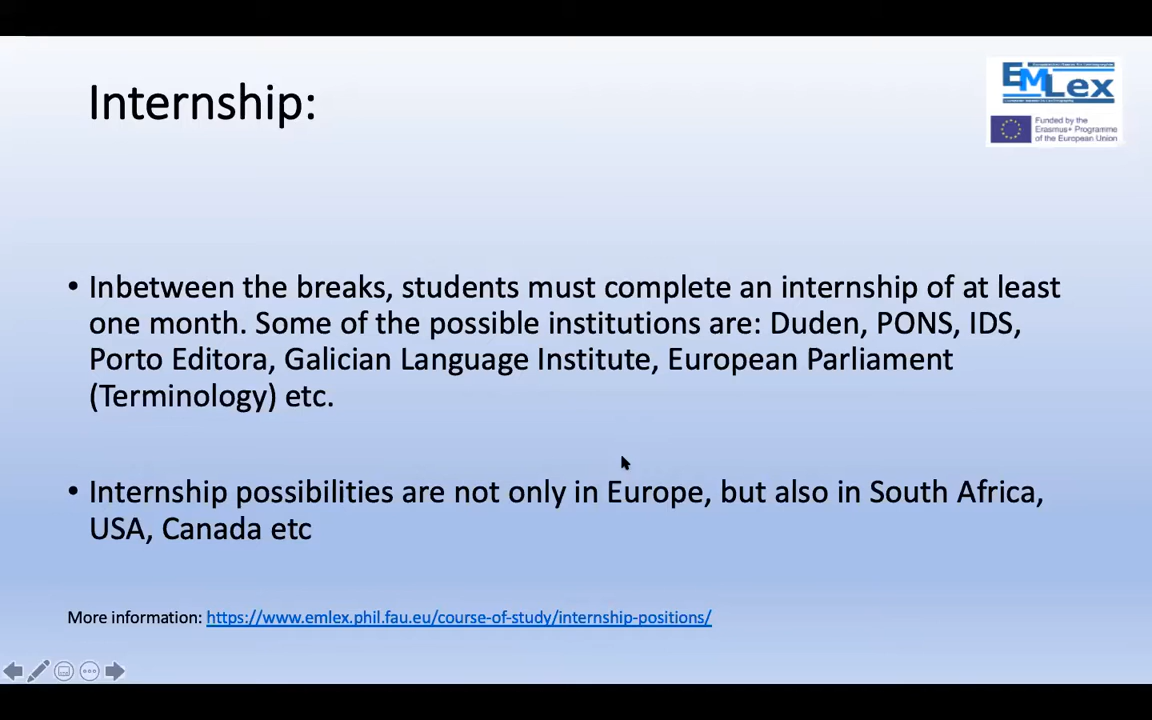 Internship:
EMLex
Funded by the
Erasmus+ Programme
of the European Union
• Inbetween the breaks, students must complete an internship of at least
one month. Some of the possible institutions are: Duden, PONS, IDS,
Porto Editora, Galician Language Institute, European Parliament
(Terminology) etc.
• Internship possibilities are not only in Europe, but also in South Africa,
USA, Canada etc
More information: https://www.emlex.phil.fau.eu/course-of-study/internship-positions/